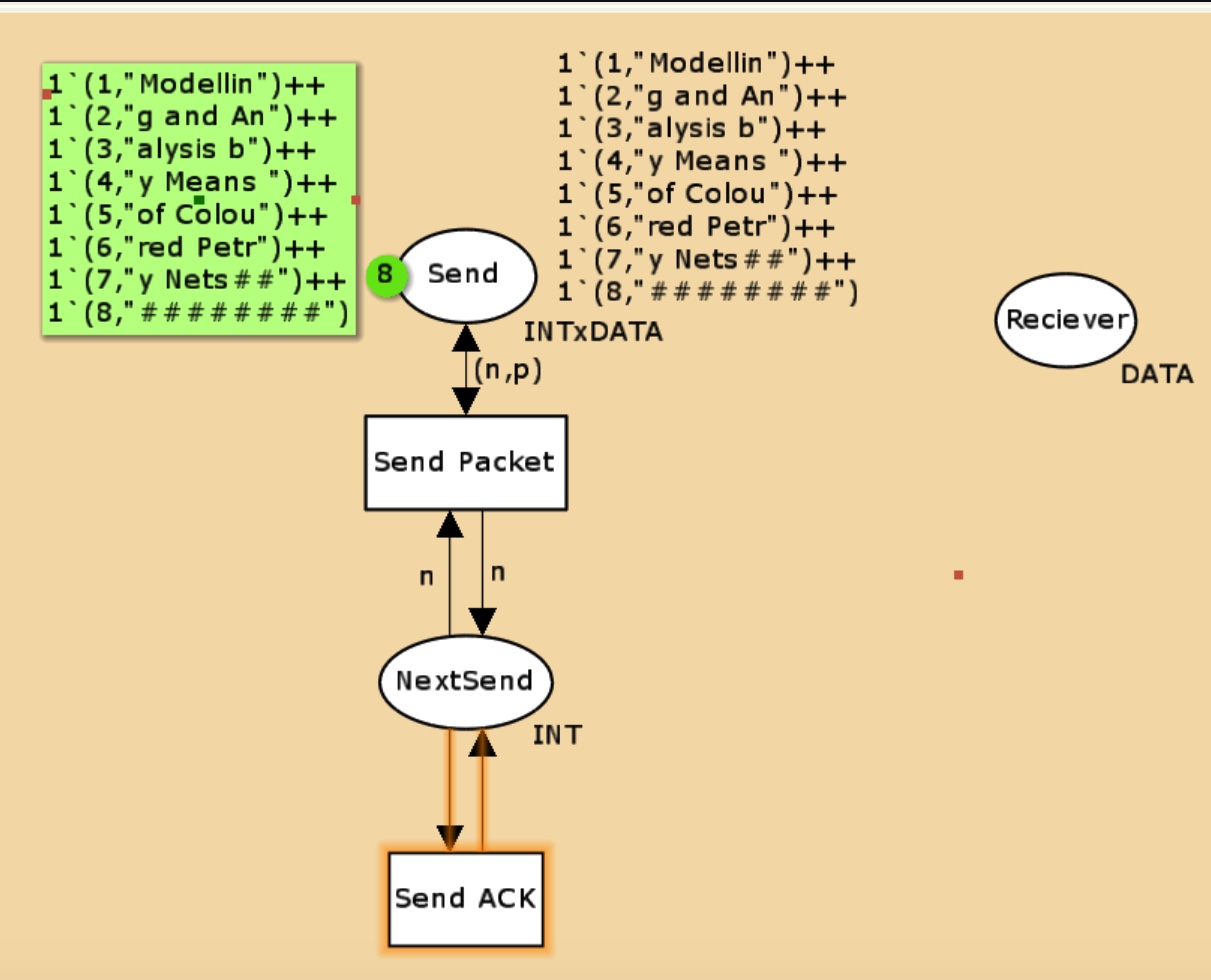 1`(1,"Modellin")++
1`(2,"g and An")++
1`(3,"alysis b")++
1`(4,"y Means ")++
1`(5,"of Colou")++
1`(6,"red Petr")++
1`(7,"y Nets##")++
1`(8,"########")
1`(1,"Modellin")++
1`(2,"g and An")++
1`(3,"alysis b")++
1`(4,"y Means ")++
1`(5,"of Colou")++
1`(6,"red Petr")++
1`(7,"y Nets##")++
1`(8,"########")
8
Send
INTxDATA
Reciever
DATA
(n,p)
Send Packet
n
n
NextSend
INT
Send ACK